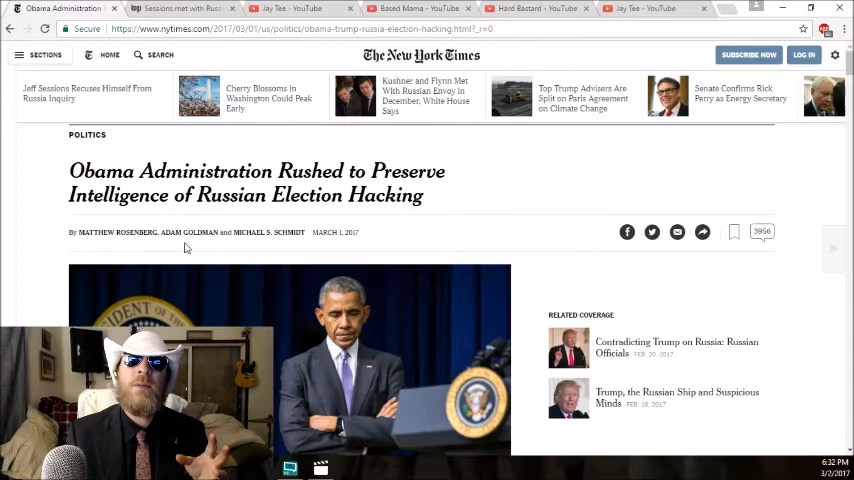 Obama Administration
Sessions met with Russ
Jay Tee - YouTube
Based Mama - YouTube
Hard Bastard - YouTube
Jay Tee - YouTube
Secure https://www.nytimes.com/2017/03/01/us/politics/obama-trump-russia-election-hacking.html?_r=0
SECTIONS HOME SEARCH
The New York Times
SUBSCRIBE NOW LOG IN
Jeff Sessions Recuses Himself From
Russia Inquiry
Cherry Blossoms in
Washington Could Peak
Early
Kushner and Flynn Met
With Russian Envoy in
December, White House
Says
Top Trump Advisers Are
Split on Paris Agreement
on Climate Change
Senate Confirms Rick
Perry as Energy Secretary
POLITICS
Obama Administration Rushed to Preserve
Intelligence of Russian Election Hacking
By MATTHEW ROSENBERG, ADAM GOLDMAN and MICHAEL S. SCHMIDT MARCH 1, 2017
3956
RELATED COVERAGE
Contradicting Trump on Russia: Russian
Officials FEB. 20, 2017
Trump, the Russian Ship and Suspicious
Minds FEB. 16, 2017
6:32 PM
3/2/2017